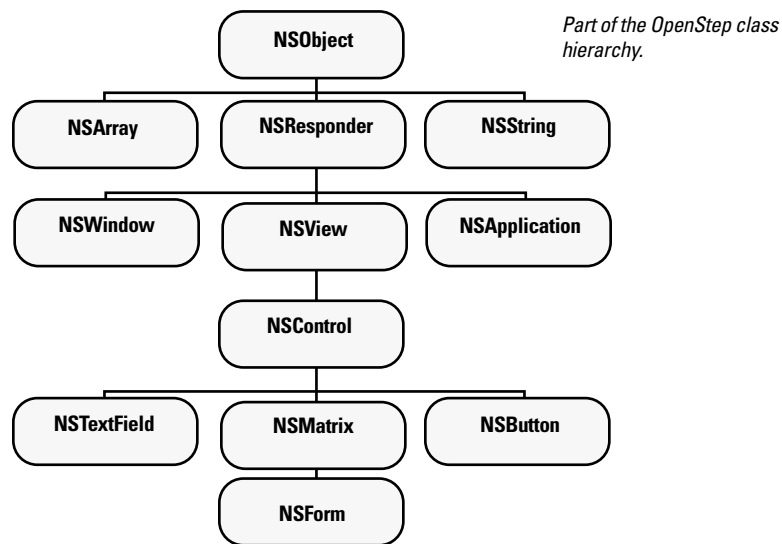 NSObject
Part of the OpenStep class
hierarchy.
NSArray
NSResponder
NSString
NSWindow
NSView
NSApplication
NSControl
NSTextField
NSMatrix
NSButton
NSForm